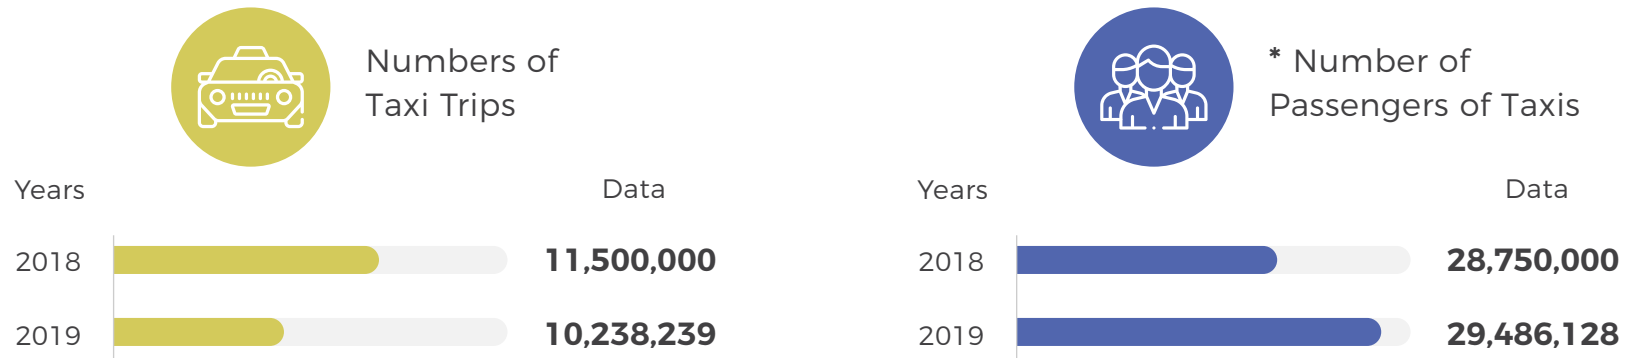 Numbers of
Taxi Trips
Years Data
2018 11,500,000
2019 10,238,239
* Number of
Passengers of Taxis
Years Data
2018 28,750,000
2019 29,486,128